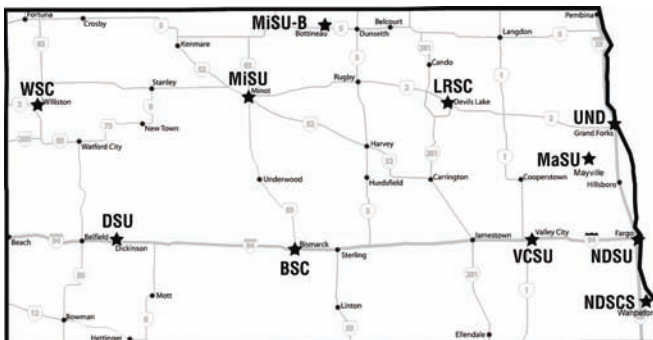 Fortuna
Crosby
MiSU-B
Bottineau
Dunseith
Belcourt
Langdon
Pembina
Kenmare
Cando
WSC
Williston
Stanley
MiSU
Minot
Rugby
LRSC
Devils Lake
UND
Grand Forks
New Town
Watford City
Harvey
MaSU
Mayville
Hillsboro
Underwood
Hurdsfield
Carrington
Cooperstown
DSU
Beach
Belfield
Dickinson
BSC
Bismarck
Sterling
Jamestown
Valley City
VCSU
Fargo
NDSU
Mott
Linton
NDSCS
Wahpeton
Bowman
Hettinger
Ellendale